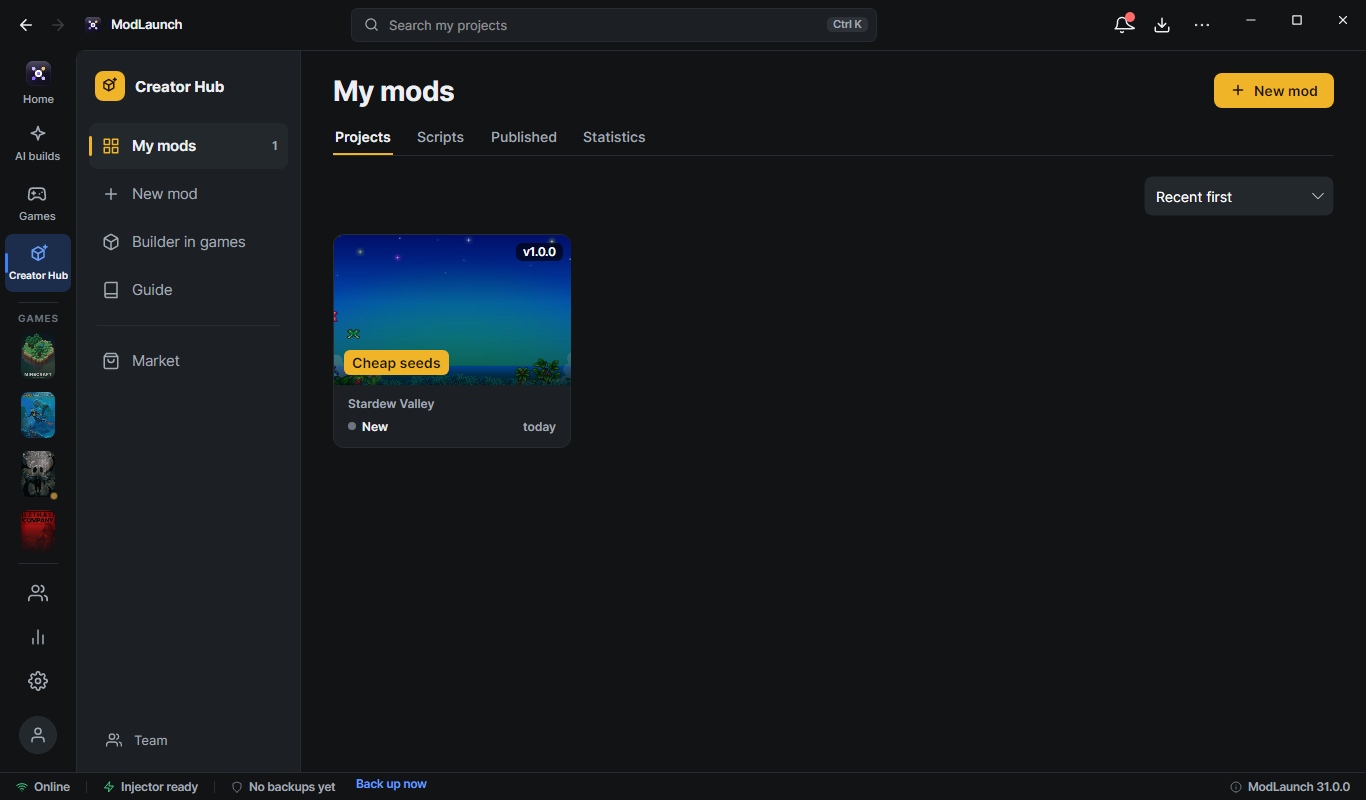 ModLaunch
Search my projects
Ctrl K
Home
AI builds
Games
Creator Hub
GAMES
MINECRAFT
LETHAL
COMPANY
Creator Hub
My mods
1
New mod
Builder in games
Guide
Market
Team
My mods
New mod
Projects
Scripts
Published
Statistics
Recent first
v1.0.0
Cheap seeds
Stardew Valley
New
today
Online
Injector ready
No backups yet
Back up now
ModLaunch 31.0.0